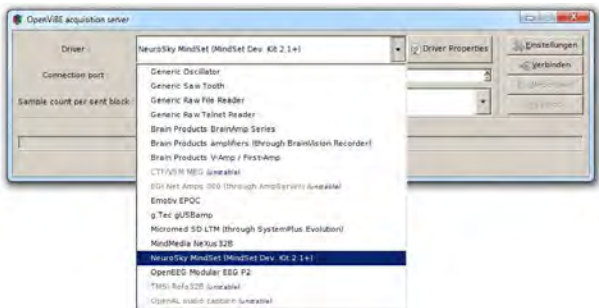 OpenViBE acquisition server
Driver :
NeuroSky MindSet (MindSet Dev. Kit 2.1+)
Driver Properties
Einstellungen
Connection port
Verbinden
Sample count per sent block
Generic Oscillator
Generic Saw Tooth
Generic Raw File Reader
Generic Raw Telnet Reader
Brain Products BrainAmp Series
Brain Products amplifiers (through BrainVision Recorder)
Brain Products V-Amp / First-Amp
CTF/VSM MEG (unstable)
EGI Net Amps 300 (through AmpServer) (unstable)
Emotiv EPOC
g.Tec gUSBamp
Micromed SD LTM (through SystemPlus Evolution)
MindMedia NeXus32B
NeuroSky MindSet (MindSet Dev. Kit 2.1+)
OpenEEG Modular EEG P2
TMSi Refa32B (unstable)
OpenAL audio capture (unstable)